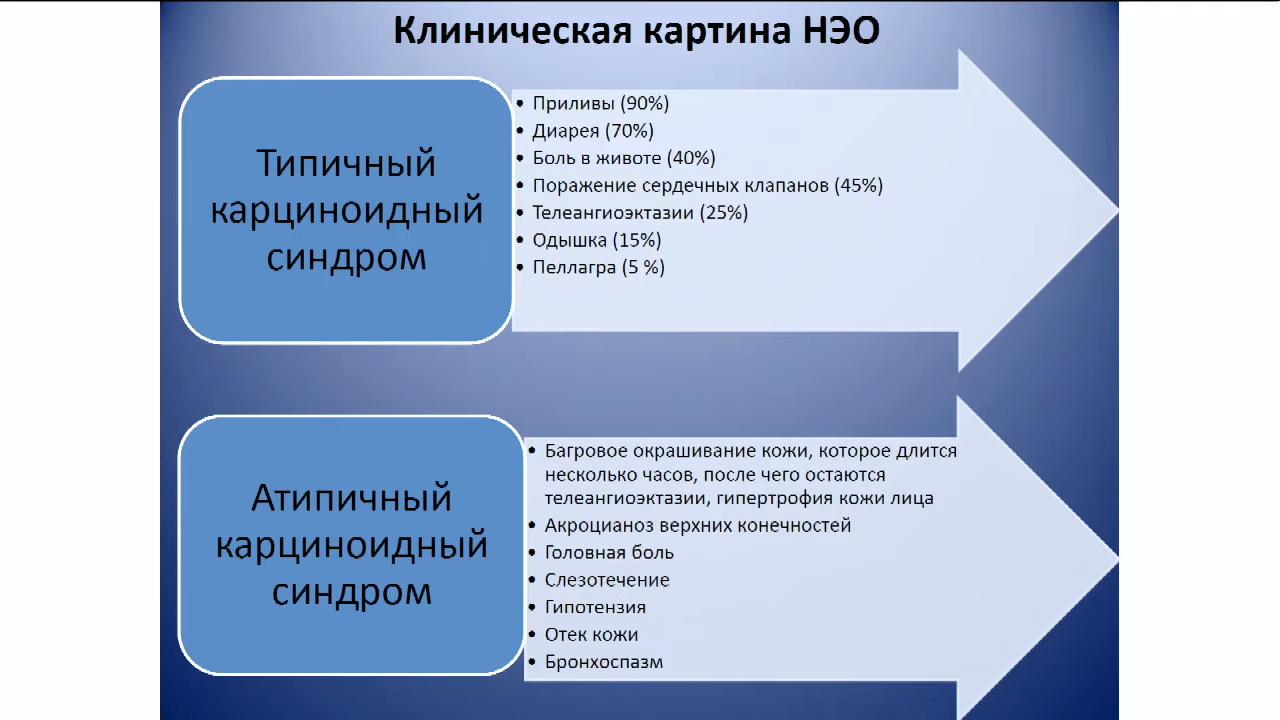 Клиническая картина НЭО
Типичный
карциноидный
синдром
• Приливы (90%)
• Диарея (70%)
• Боль в животе (40%)
• Поражение сердечных клапанов (45%)
• Телеангиоэктазии (25%)
• Одышка (15%)
• Пеллагра (5 %)
Атипичный
карциноидный
синдром
• Багровое окрашивание кожи, которое длится
несколько часов, после чего остаются
телеангиоэктазии, гипертрофия кожи лица
• Акроцианоз верхних конечностей
• Головная боль
• Слезотечение
• Гипотензия
• Отек кожи
• Бронхоспазм